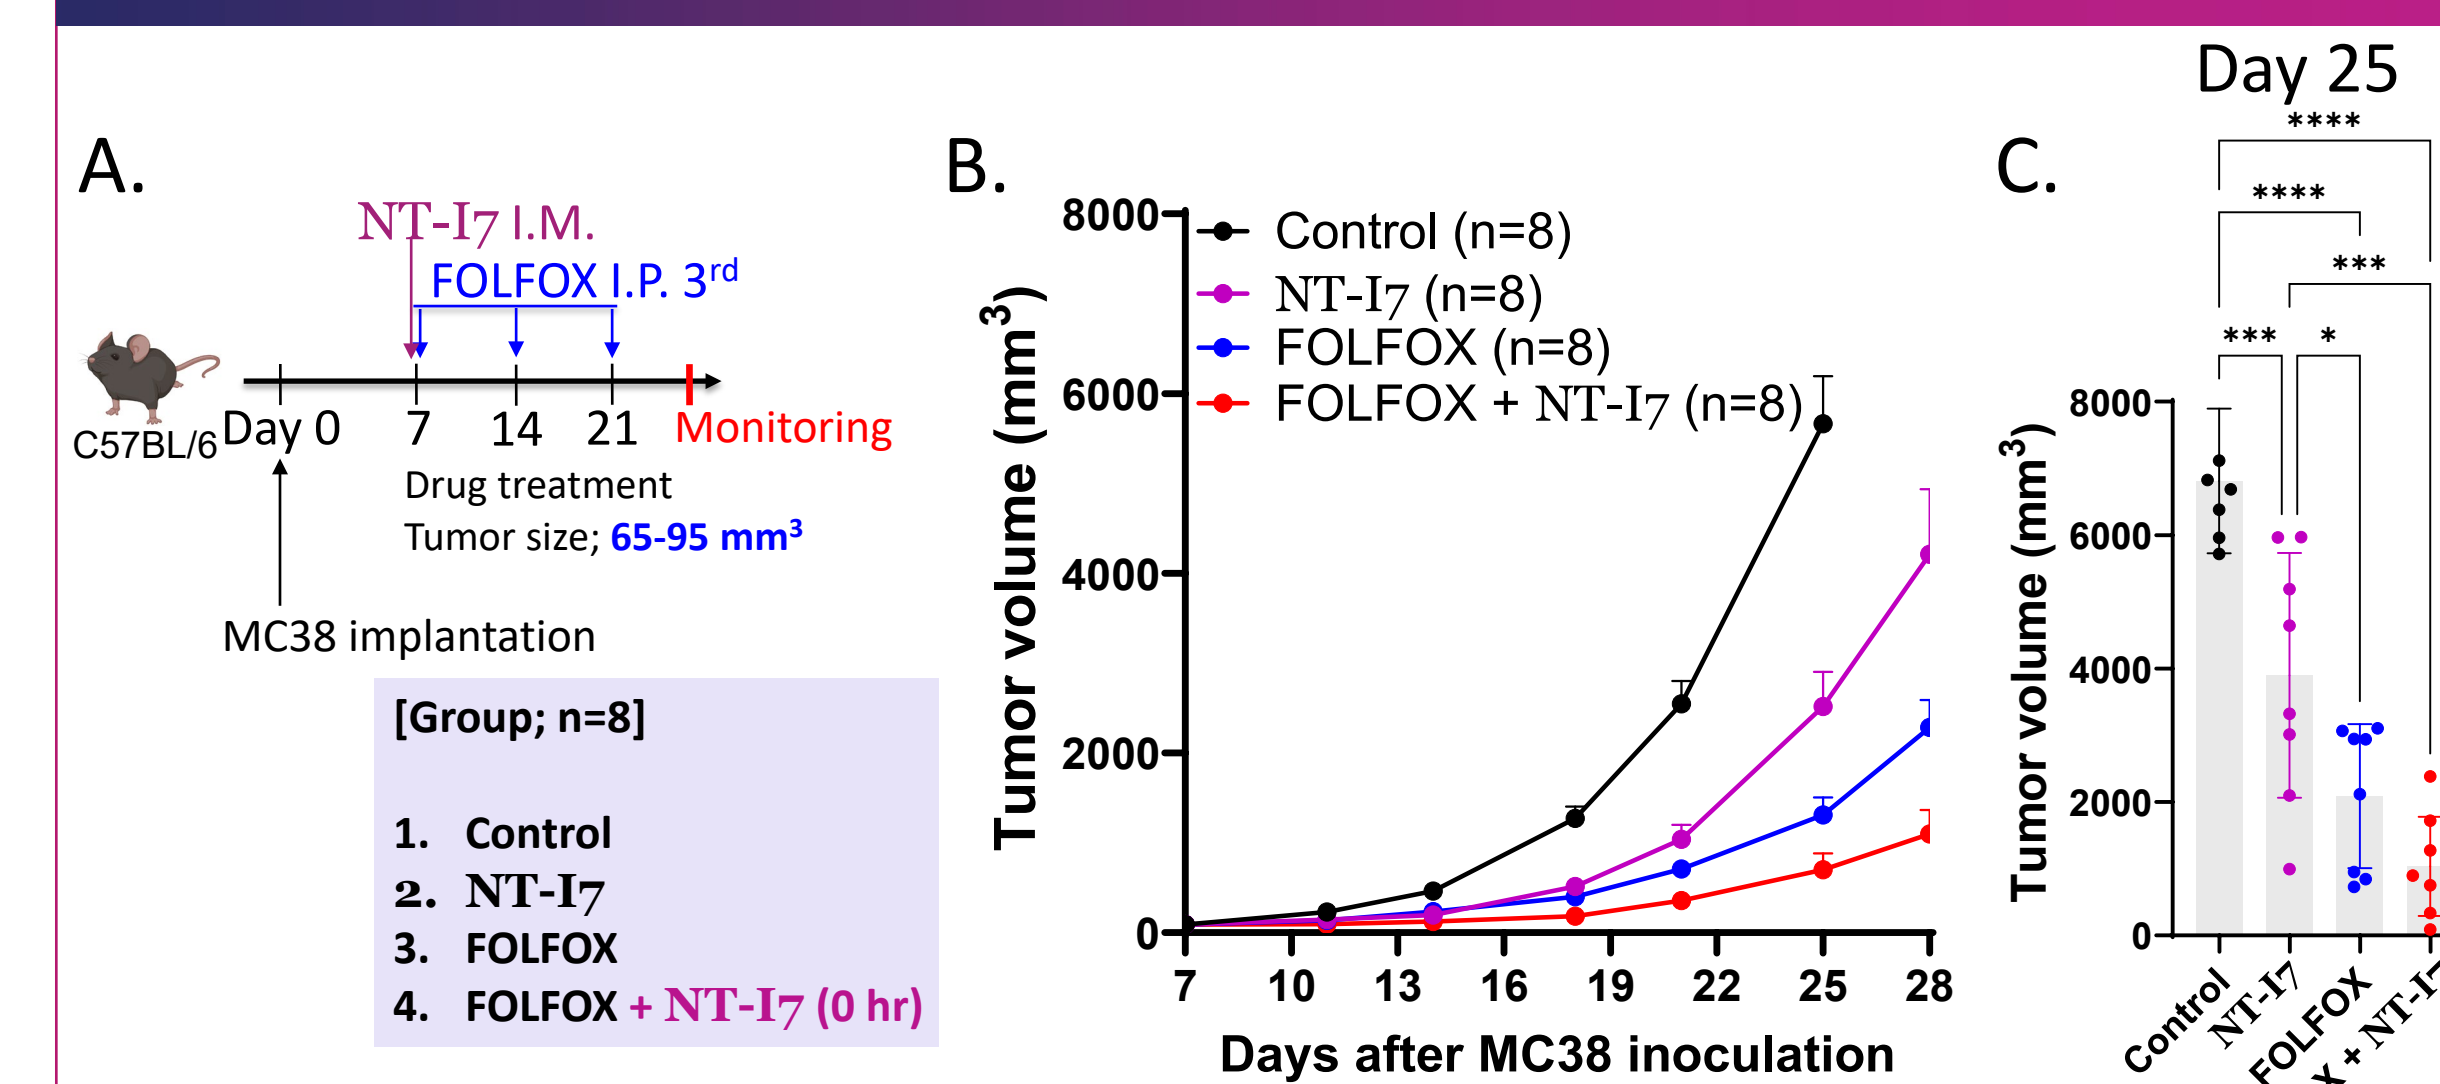 Day 25
****
****
***
*** *
A.
NT-I7 I.M.
FOLFOX I.P. 3rd
C57BL/6
Day 0 7 14 21 Monitoring
Drug treatment
Tumor size; 65-95 mm3
MC38 implantation
[Group; n=8]
1. Control
2. NT-I7
3. FOLFOX
4. FOLFOX + NT-I7 (0 hr)
B.
Tumor volume (mm3)
8000
6000
4000
2000
0
Control (n=8)
NT-I7 (n=8)
FOLFOX (n=8)
FOLFOX + NT-I7 (n=8)
7 10 13 16 19 22 25 28
Days after MC38 inoculation
C.
Tumor volume (mm3)
8000
6000
4000
2000
0
Control
NT-I7
FOLFOX
X + NT-I7